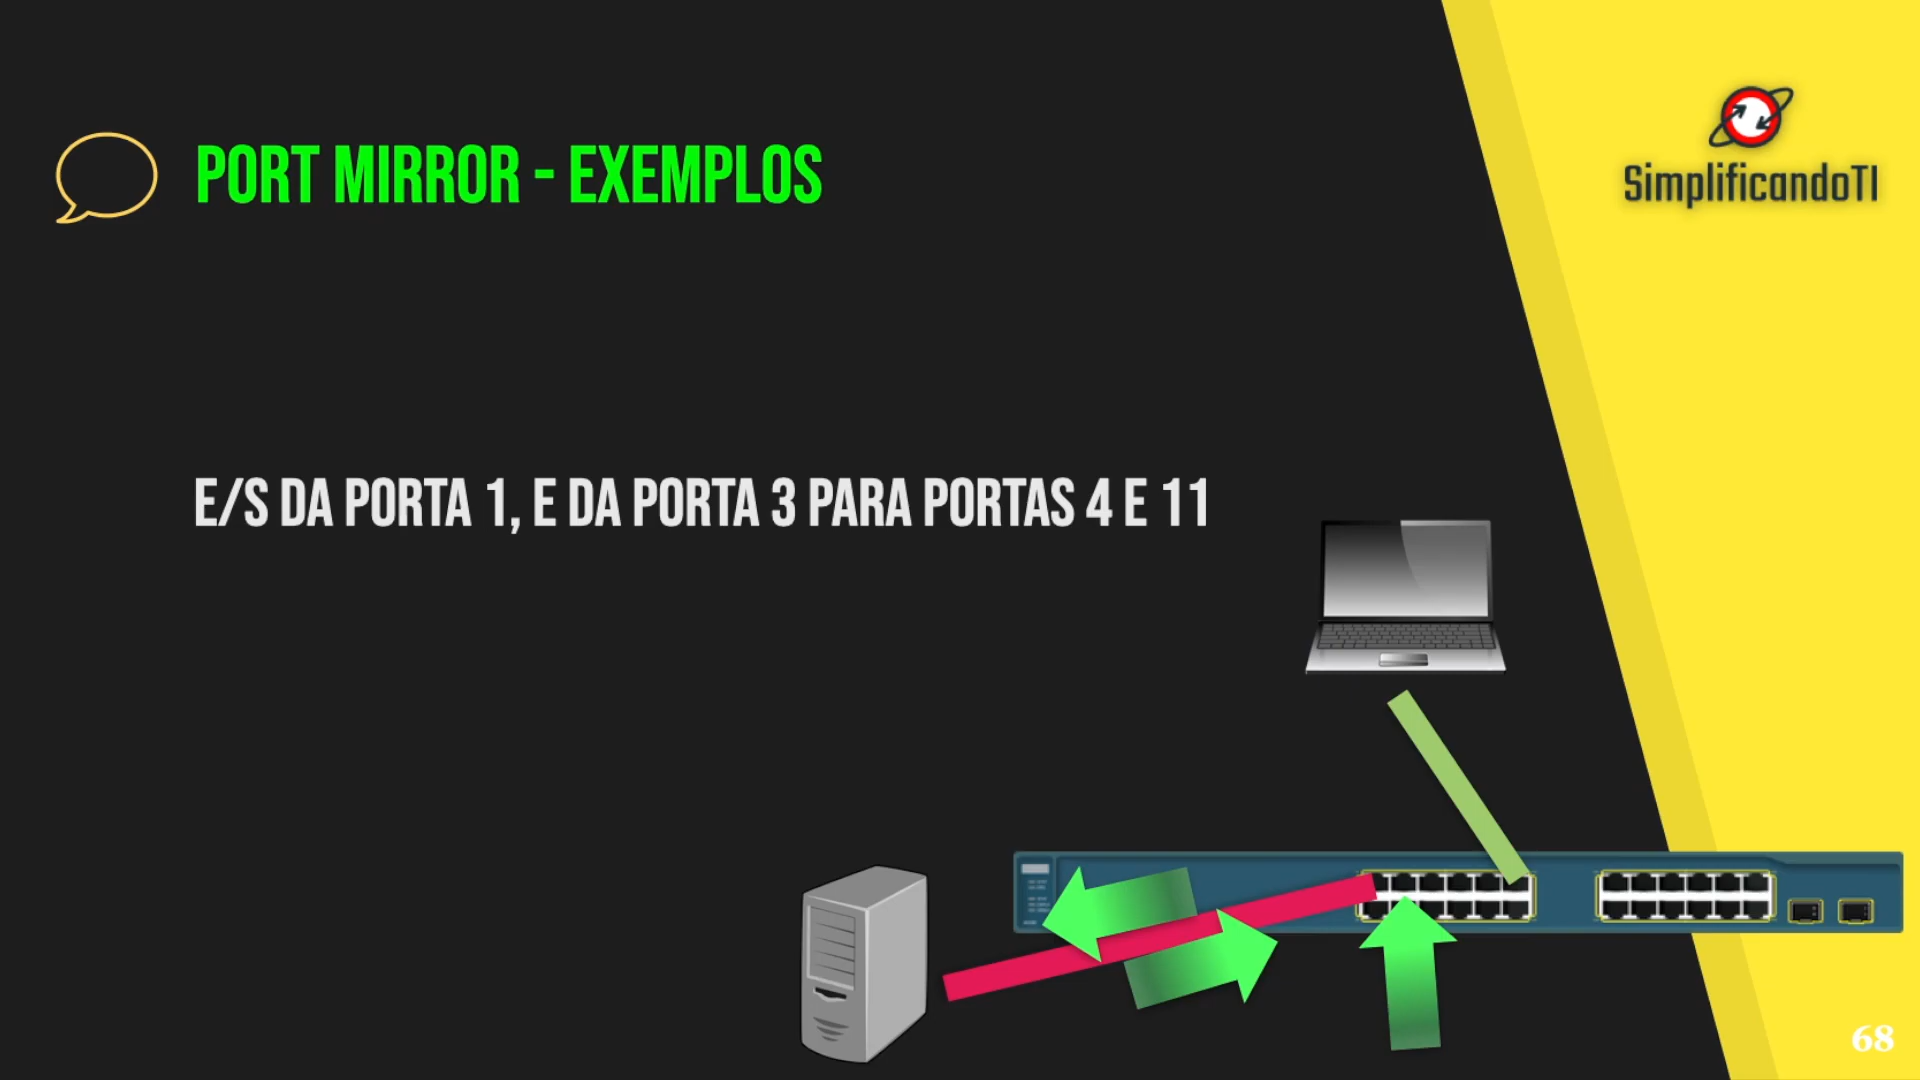 PORT MIRROR - EXEMPLOS
SimplificandoTI
E/S DA PORTA 1, E DA PORTA 3 PARA PORTAS 4 E 11
68